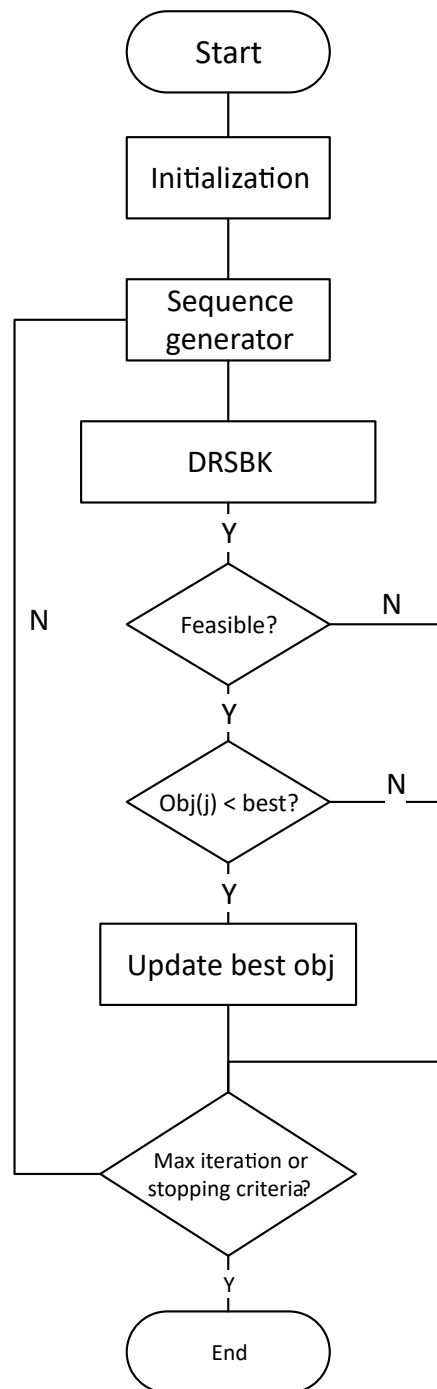 Start
Initialization
Sequence
generator
DRSBK
Y
Feasible?
N
N
Y
Obj(j) < best?
N
Y
Update best obj
Max iteration or
stopping criteria?
Y
End